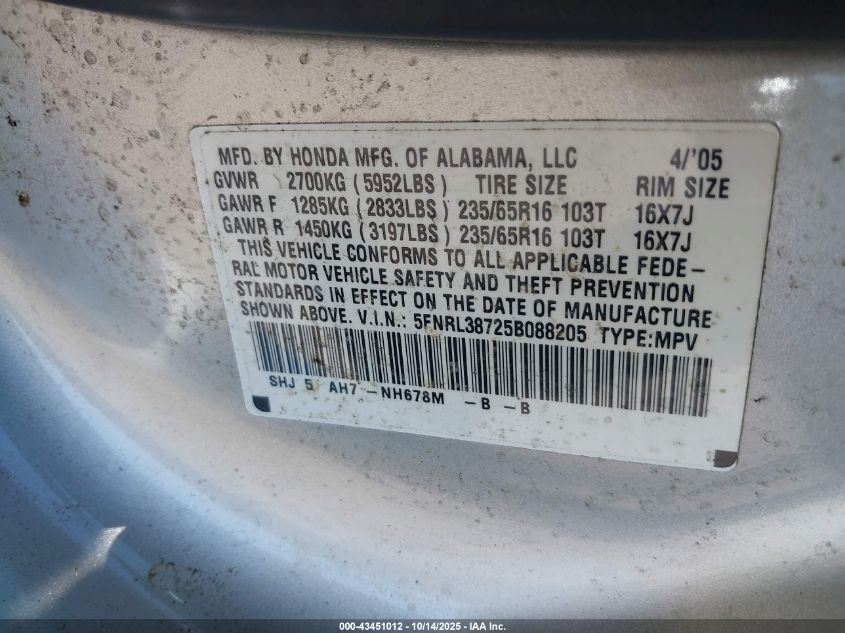 MFD. BY HONDA MFG. OF ALABAMA, LLC 4/'05
GVWR 2700KG (5952LBS) TIRE SIZE RIM SIZE
GAWR F 1285KG (2833LBS) 235/65R16 103T 16X7J
GAWR R 1450KG (3197LBS) 235/65R16 103T 16X7J
THIS VEHICLE CONFORMS TO ALL APPLICABLE FEDE-
RAL MOTOR VEHICLE SAFETY AND THEFT PREVENTION
STANDARDS IN EFFECT ON THE DATE OF MANUFACTURE
SHOWN ABOVE. V.I.N.: 5FNRL38725B088205 TYPE:MPV
SHJ 5 AH7 -NH678M -B -B
000-43451012 - 10/14/2025 - IAA Inc.